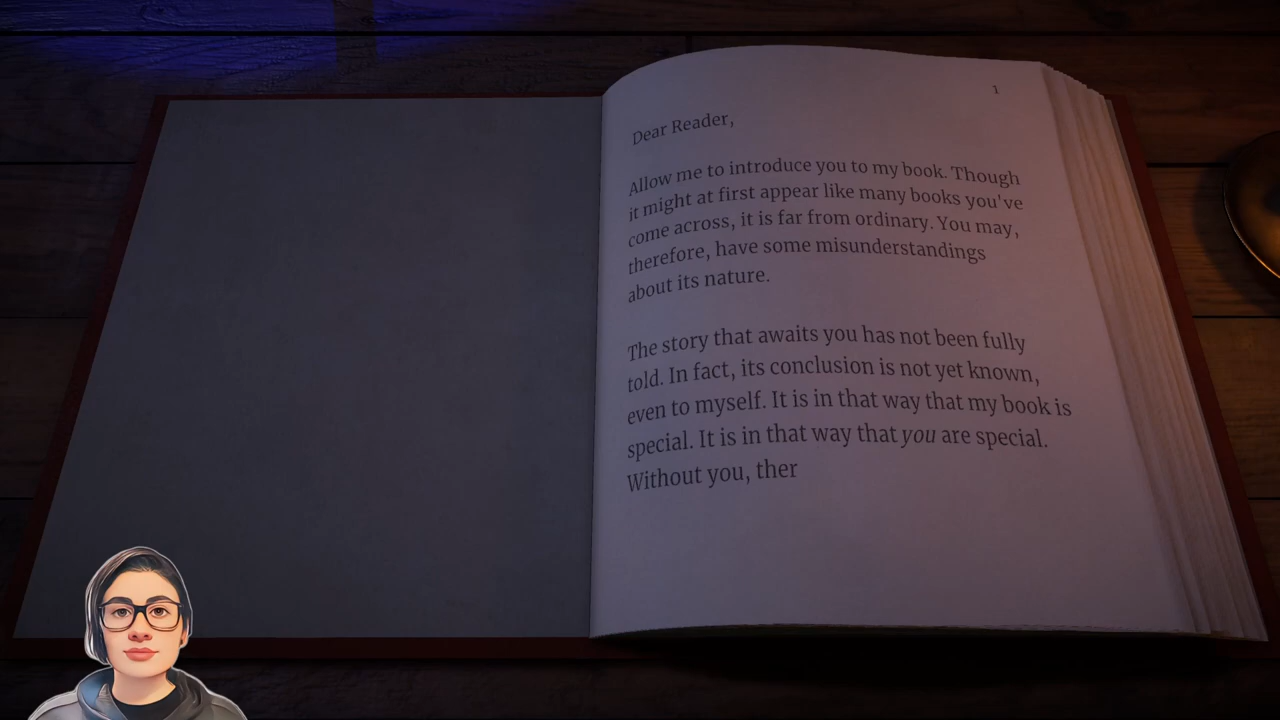 1
Dear Reader,
Allow me to introduce you to my book. Though
it might at first appear like many books you've
come across, it is far from ordinary. You may,
therefore, have some misunderstandings
about its nature.
The story that awaits you has not been fully
told. In fact, its conclusion is not yet known,
even to myself. It is in that way that my book is
special. It is in that way that you are special.
Without you, ther